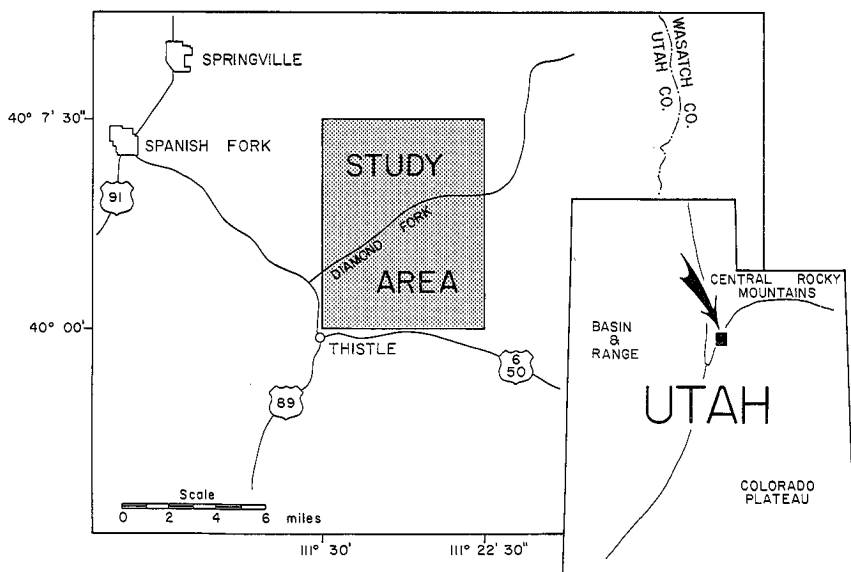 SPRINGVILLE
WASATCH CO.
UTAH CO.
40° 7' 30"
SPANISH FORK
STUDY
91
DIAMOND FORK
AREA
CENTRAL ROCKY
MOUNTAINS
BASIN
&
RANGE
40° 00'
THISTLE
6
50
89
UTAH
COLORADO
PLATEAU
Scale
0 2 4 6
miles
111° 30' 111° 22' 30"